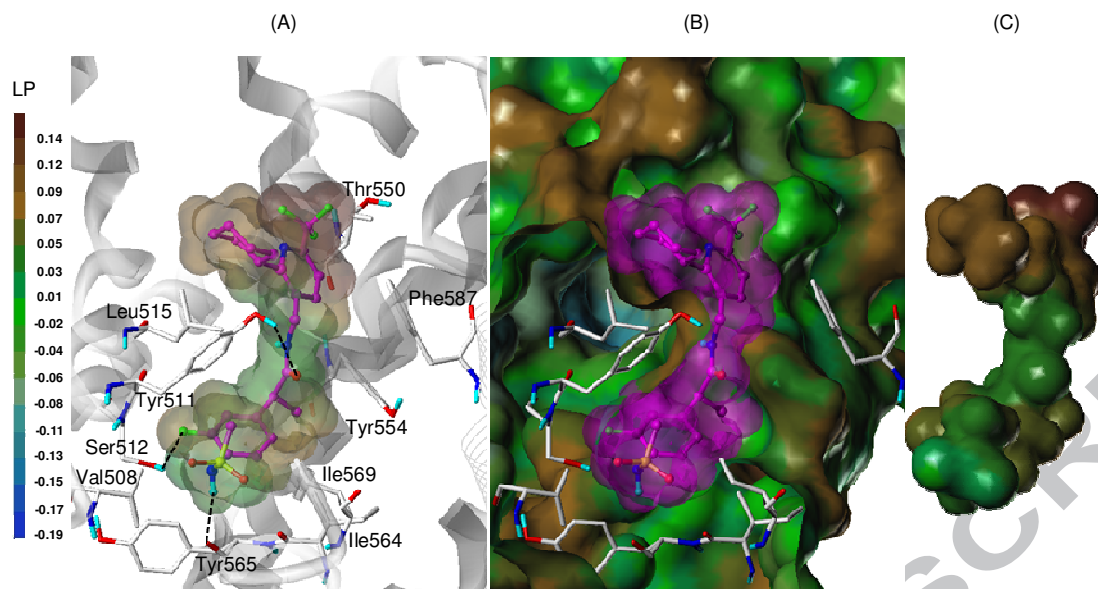 (A)
(B)
(C)
LP
0.14
0.12
0.09
0.07
0.05
0.03
0.01
-0.02
-0.04
-0.06
-0.08
-0.11
-0.13
-0.15
-0.17
-0.19
Thr550
Phe587
Leu515
Tyr511
Tyr554
Ser512
Val508
Ile569
Ile564
Tyr565
SCRI